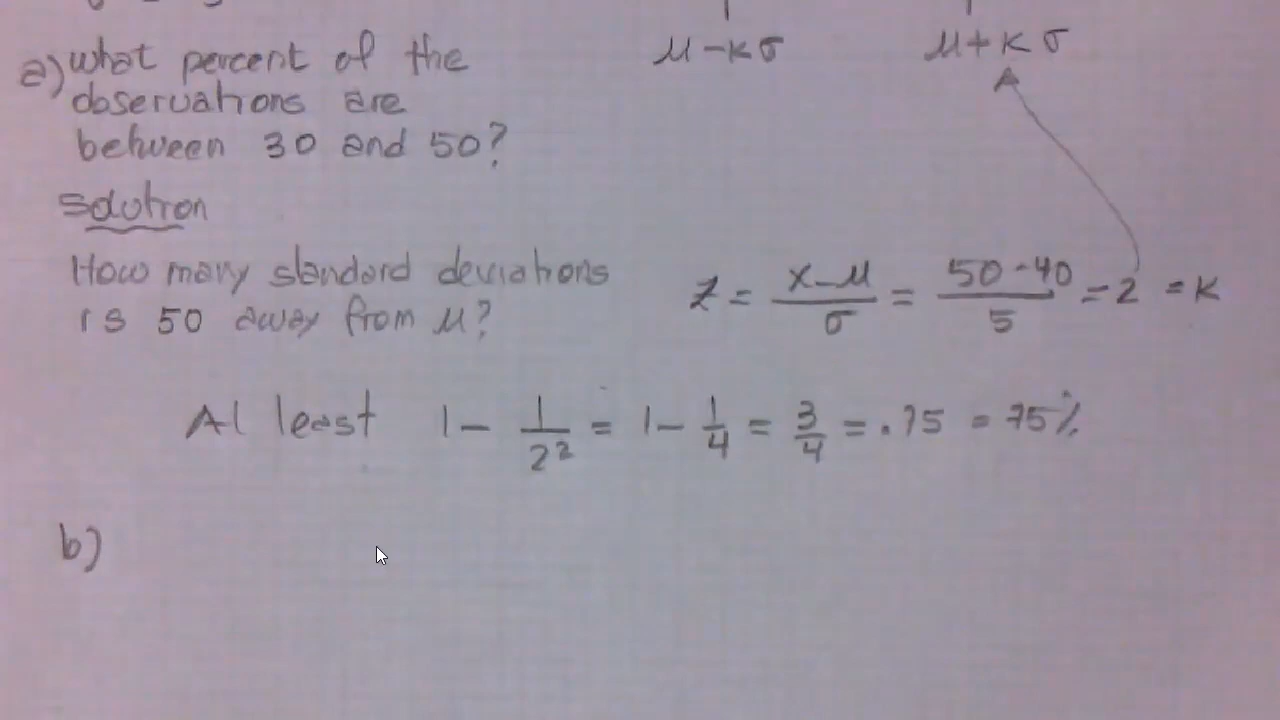 μ - kσ μ + kσ
a) what percent of the
observations are
between 30 and 50?
Solution
How many standard deviations
is 50 away from μ?
z = x - μ / σ = 50 - 40 / 5 = 2 = k
At least 1 - 1/2² = 1 - 1/4 = 3/4 = .75 = 75%
b)